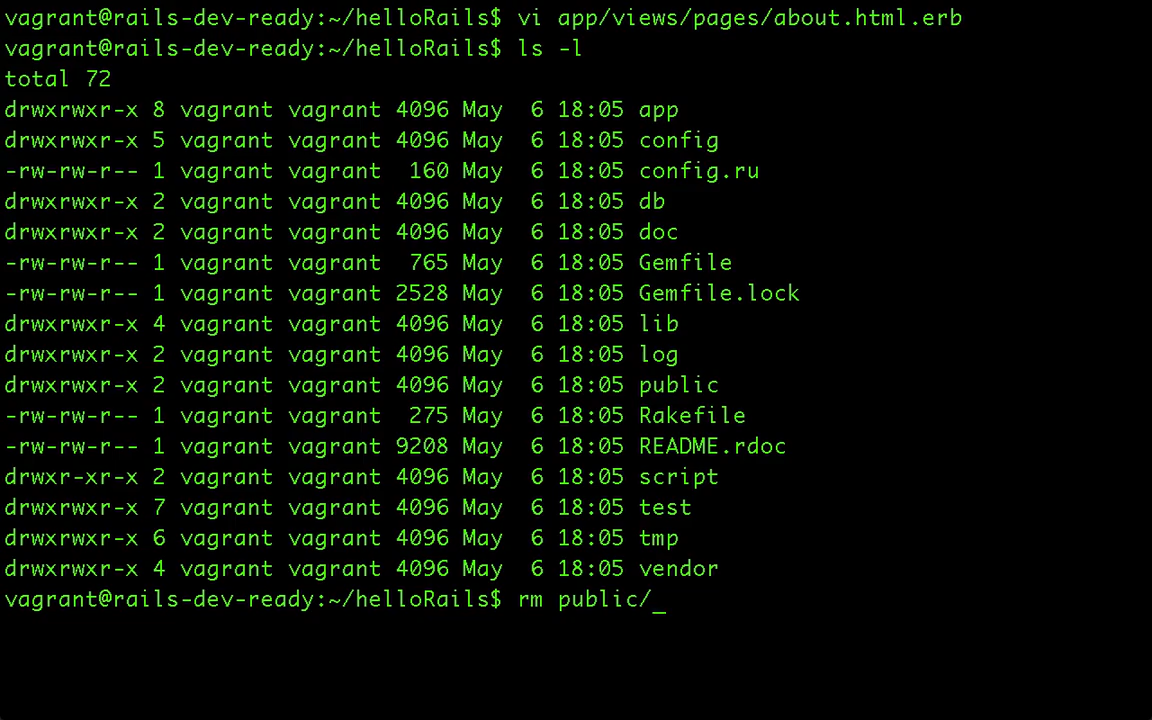 vagrant@rails-dev-ready:~/helloRails$ vi app/views/pages/about.html.erb
vagrant@rails-dev-ready:~/helloRails$ ls -l
total 72
drwxrwxr-x 8 vagrant vagrant 4096 May  6 18:05 app
drwxrwxr-x 5 vagrant vagrant 4096 May  6 18:05 config
-rw-rw-r-- 1 vagrant vagrant  160 May  6 18:05 config.ru
drwxrwxr-x 2 vagrant vagrant 4096 May  6 18:05 db
drwxrwxr-x 2 vagrant vagrant 4096 May  6 18:05 doc
-rw-rw-r-- 1 vagrant vagrant  765 May  6 18:05 Gemfile
-rw-rw-r-- 1 vagrant vagrant 2528 May  6 18:05 Gemfile.lock
drwxrwxr-x 4 vagrant vagrant 4096 May  6 18:05 lib
drwxrwxr-x 2 vagrant vagrant 4096 May  6 18:05 log
drwxrwxr-x 2 vagrant vagrant 4096 May  6 18:05 public
-rw-rw-r-- 1 vagrant vagrant  275 May  6 18:05 Rakefile
-rw-rw-r-- 1 vagrant vagrant 9208 May  6 18:05 README.rdoc
drwxr-xr-x 2 vagrant vagrant 4096 May  6 18:05 script
drwxrwxr-x 7 vagrant vagrant 4096 May  6 18:05 test
drwxrwxr-x 6 vagrant vagrant 4096 May  6 18:05 tmp
drwxrwxr-x 4 vagrant vagrant 4096 May  6 18:05 vendor
vagrant@rails-dev-ready:~/helloRails$ rm public/_